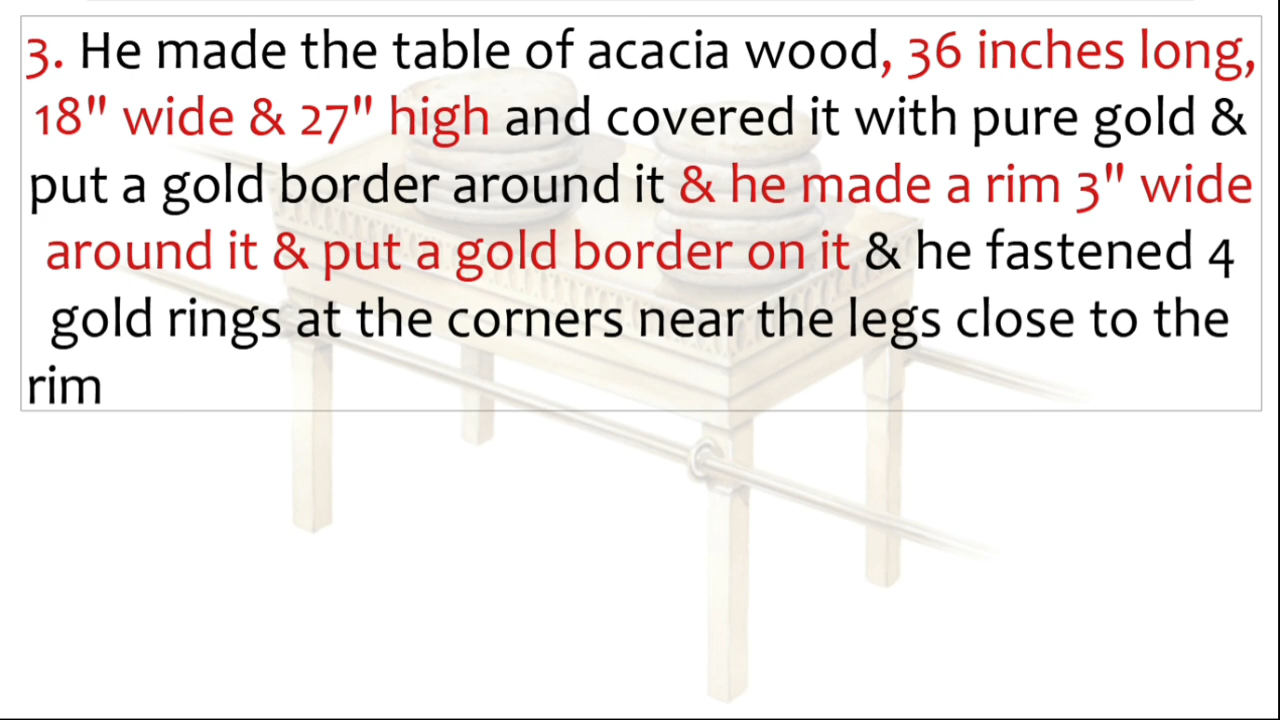 3. He made the table of acacia wood, 36 inches long,
18" wide & 27" high and covered it with pure gold &
put a gold border around it & he made a rim 3" wide
around it & put a gold border on it & he fastened 4
gold rings at the corners near the legs close to the
rim